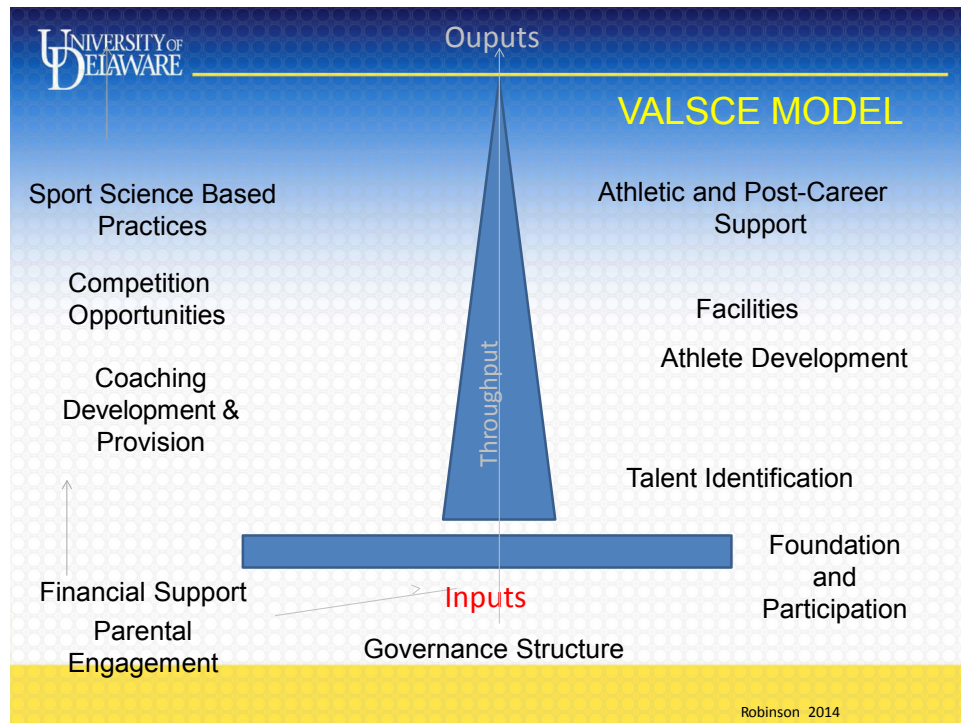 UNIVERSITY OF
DELAWARE
Ouputs
VALSCE MODEL
Sport Science Based
Practices
Athletic and Post-Career
Support
Competition
Opportunities
Facilities
Athlete Development
Coaching
Development &
Provision
Throughput
Talent Identification
Foundation
and
Participation
Financial Support
Inputs
Parental
Engagement
Governance Structure
Robinson 2014